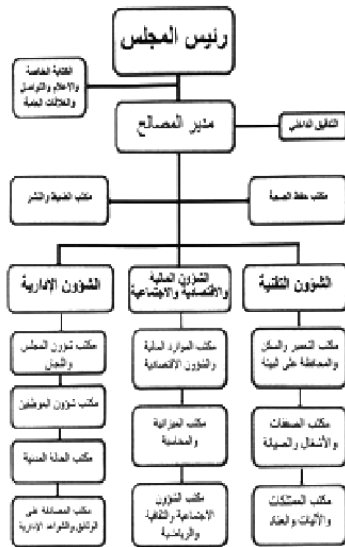 رئيس المجلس
الكتابة الخاصة
والاعلام والتواصل
والعلاقات العامة
مدير المصالح
التدقيق الداخلي
مكتب حفظ الصحة
مكتب الضبط والنشر
الشؤون التقنية
الشؤون المالية
والاقتصادية والاجتماعية
الشؤون الإدارية
مكتب التعمير والسكن
والمحافظة على البيئة
مكتب الموارد المالية
والشؤون الاقتصادية
مكتب شؤون المجلس
واللجان
مكتب الصفقات
والأشغال والصيانة
مكتب الميزانية
والمحاسبة
مكتب شؤون الموظفين
مكتب الحالة المدنية
مكتب الممتلكات
والآليات والعتاد
مكتب الشؤون
الاجتماعية والثقافية
والرياضية
مكتب المصادقة على
الوثائق والشواهد الإدارية